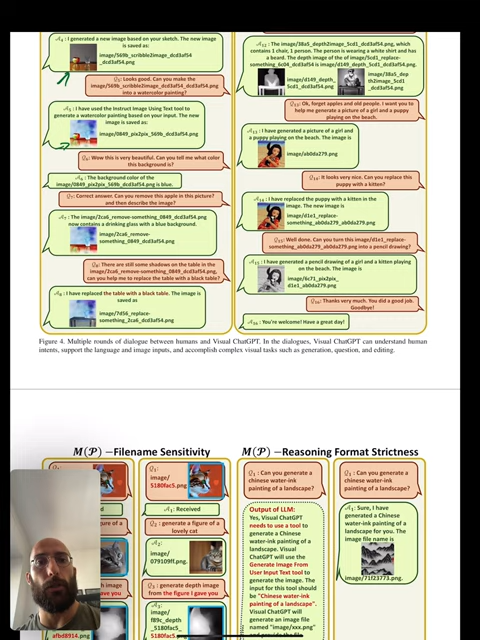 A4 : I generated a new image based on your sketch. The new
image is saved as:
image/569b_scribble2image_dcd3af54
_dcd3af54.png
Q5 : Looks good. Can you make the
image/569b_scribble2image_dcd3af54_dcd3af54.png
into a watercolor painting?
A5 : I have used the Instruct Image Using Text tool to
generate a watercolor painting based on your input. The new
image is saved as:
image/0849_pix2pix_569b_dcd3af54.png
Q6 : Wow this is very beautiful. Can you tell me what color
this background is?
A6 : The background color of the
image/0849_pix2pix_569b_dcd3af54.png is blue.
Q7 : Correct answer. Can you remove this apple in this picture?
and then describe the image?
A7 : The image/2ca6_remove-something_0849_dcd3af54.png
now contains a drinking glass with a blue background.
image/2ca6_remove-
something_0849_dcd3af54.png
Q8 : There are still some shadows on the table in the
image/2ca6_remove-something_0849_dcd3af54.png,
can you help me to replace the table with a black table?
A8 : I have replaced the table with a black table. The image is
saved as
image/7d56_replace-
something_2ca6_dcd3af54.png
A12 : The image/38a5_depth2image_5cd1_dcd3af54.png, which
contains 1 chair, 1 person. The person is wearing a white shirt and has
a beard. The depth image of the of image/5cd1_replace-
something_6c04_dcd3af54 is image/d149_depth_5cd1_dcd3af54.png.
image/d149_depth_
5cd1_dcd3af54.png
image/38a5_dep
th2image_5cd1
_dcd3af54.png
Q13 : Ok, forget apples and old people. I want you to
help me generate a picture of a girl and a puppy
playing on the beach.
A13 : I have generated a picture of a girl and
a puppy playing on the beach. The image is
image/ab0da279.png
Q14 : It looks very nice. Can you replace this
puppy with a kitten?
A14 : I have replaced the puppy with a kitten in
the image. The new image is
image/d1e1_replace-
something_ab0da279_ab0da279.png
Q15 : Well done. Can you turn this image/d1e1_replace-
something_ab0da279_ab0da279.png into a pencil drawing?
A15 : I have generated a pencil drawing of a girl and a kitten playing
on the beach. The image is
image/6c71_pix2pix_
d1e1_ab0da279.png
Q16 : Thanks very much. You did a good job.
Goodbye!
A16 : You're welcome! Have a great day!
Figure 4. Multiple rounds of dialogue between humans and Visual ChatGPT. In the dialogues, Visual ChatGPT can understand human
intents, support the language and image inputs, and accomplish complex visual tasks such as generation, question, and editing.
M(P) —Filename Sensitivity
Q1 :
image/
5180fac5.png
A1 : Received
Q2 : generate a figure of a
lovely cat
A2 :
image/
079109ff.png.
Q3 : generate depth image
from the figure I gave you
A3 :
image/
f89c_depth
_5180fac5_
5180fac5.png
ed
gure of a
h image
ave you
afbd8914.png
M(P) —Reasoning Format Strictness
Q1 : Can you generate a
chinese water-ink
painting of a landscape?
Output of LLM:
Yes, Visual ChatGPT
needs to use a tool to
generate a Chinese
water-ink painting of a
landscape. Visual
ChatGPT will use the
Generate Image From
User Input Text tool to
generate the image. The
input for this tool should
be "Chinese water-ink
painting of a landscape".
Visual ChatGPT will
generate an image file
named "image/xxx.png"
Q1 : Can you generate a
chinese water-ink
painting of a landscape?
A1: Sure, I have
generated a Chinese
water-ink painting of a
landscape for you. The
image file name is
image/71f23773.png.